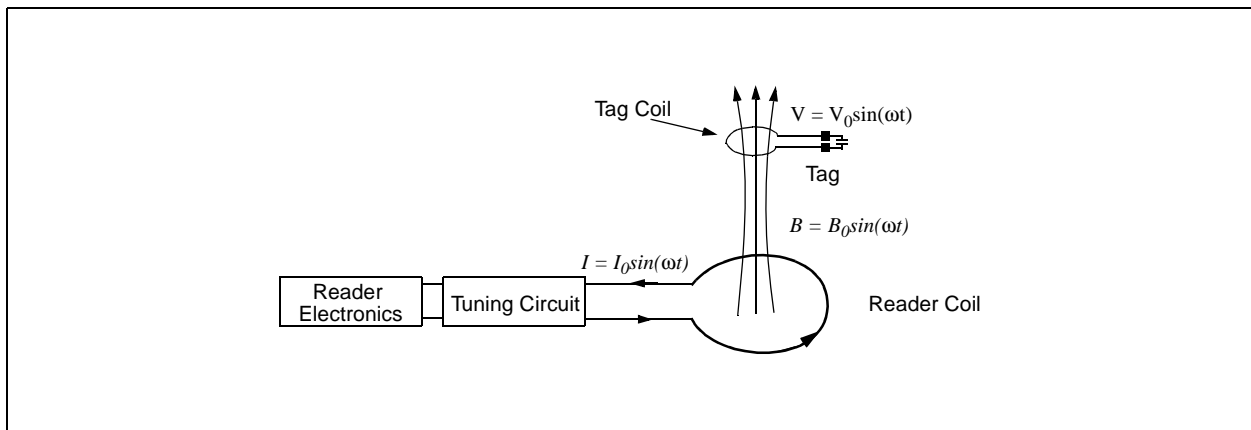 Tag Coil
V = V₀sin(ωt)
Tag
B = B₀sin(ωt)
I = I₀sin(ωt)
Reader
Electronics
Tuning Circuit
Reader Coil